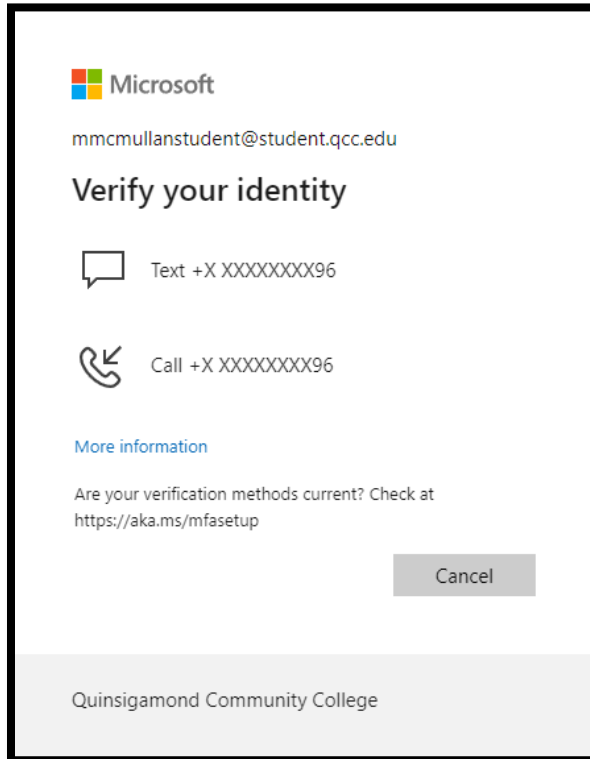 Microsoft
mmcmullanstudent@student.qcc.edu
Verify your identity
Text +X XXXXXXXX96
Call +X XXXXXXXX96
More information
Are your verification methods current? Check at
https://aka.ms/mfasetup
Cancel
Quinsigamond Community College